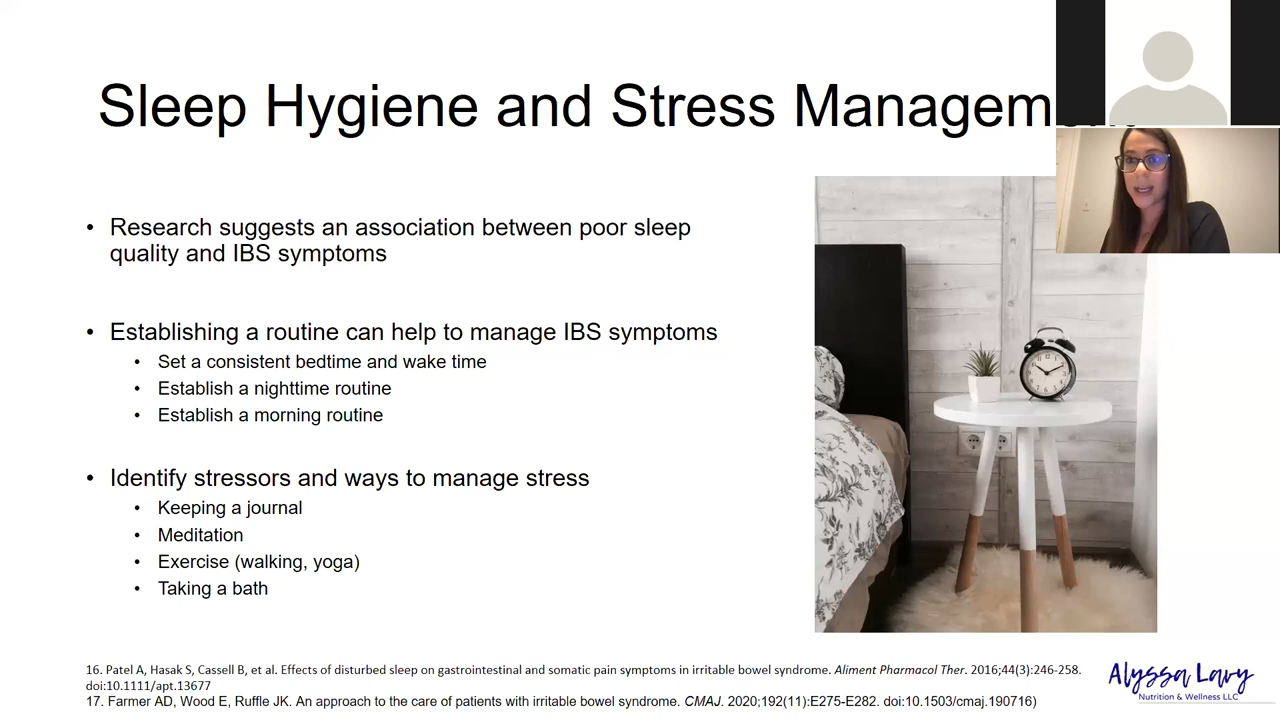 Sleep Hygiene and Stress Management
• Research suggests an association between poor sleep
quality and IBS symptoms
• Establishing a routine can help to manage IBS symptoms
• Set a consistent bedtime and wake time
• Establish a nighttime routine
• Establish a morning routine
• Identify stressors and ways to manage stress
• Keeping a journal
• Meditation
• Exercise (walking, yoga)
• Taking a bath
16. Patel A, Hasak S, Cassell B, et al. Effects of disturbed sleep on gastrointestinal and somatic pain symptoms in irritable bowel syndrome. Aliment Pharmacol Ther. 2016;44(3):246-258.
doi:10.1111/apt.13677
17. Farmer AD, Wood E, Ruffle JK. An approach to the care of patients with irritable bowel syndrome. CMAJ. 2020;192(11):E275-E282. doi:10.1503/cmaj.190716)
Alyssa Lavy
Nutrition & Wellness LLC